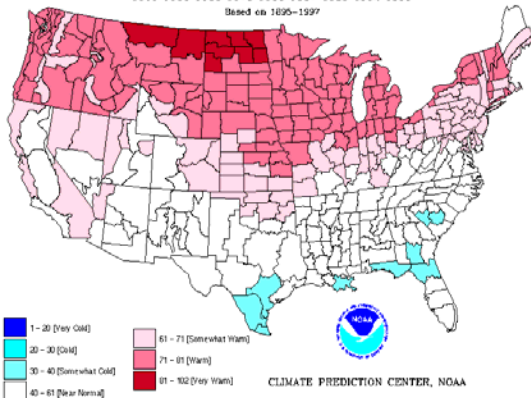 Based on 1895-1997
1 - 20 [Very Cold]
20 - 30 [Cold]
30 - 40 [Somewhat Cold]
40 - 61 [Near Normal]
61 - 71 [Somewhat Warm]
71 - 81 [Warm]
81 - 102 [Very Warm]
NOAA
CLIMATE PREDICTION CENTER, NOAA